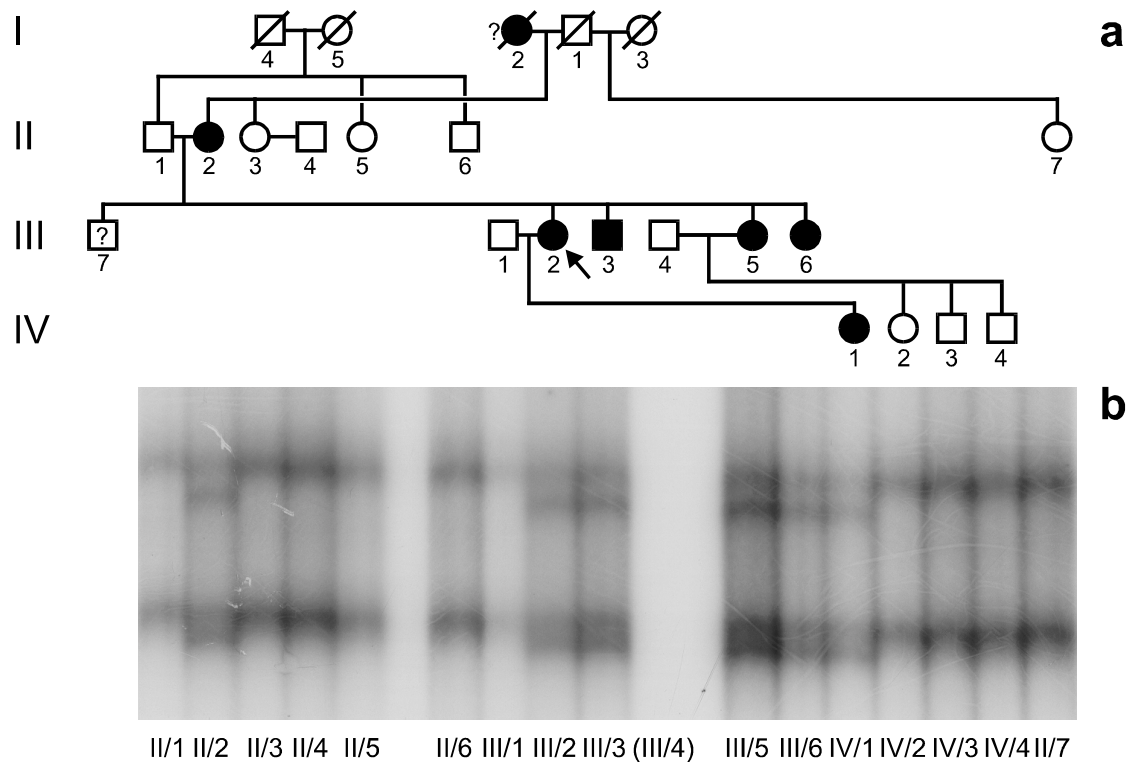 I
a
?
4 5 2 1 3
II
1 2 3 4 5 6 7
III
?
7 1 2 3 4 5 6
IV
1 2 3 4
b
II/1 II/2 II/3 II/4 II/5 II/6 III/1 III/2 III/3 (III/4) III/5 III/6 IV/1 IV/2 IV/3 IV/4 II/7